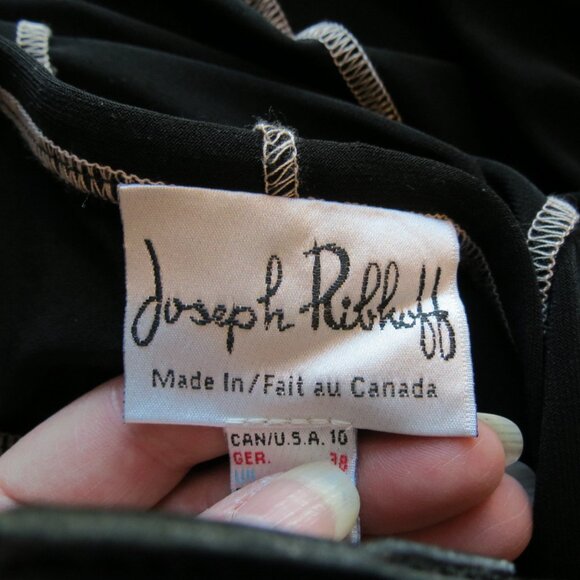 Joseph Ribkoff
Made In/Fait au Canada
CAN/U.S.A. 10
GER. 38